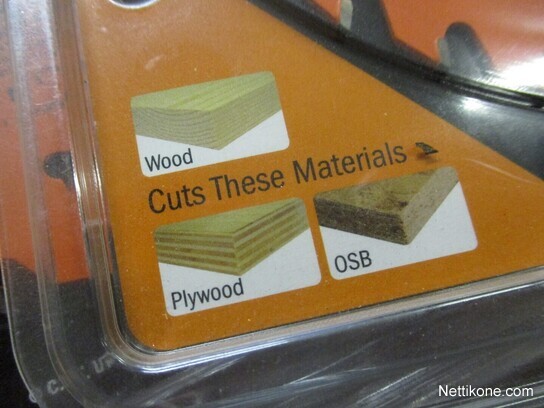 Wood
Cuts These Materials
Plywood
OSB
Nettikone.com